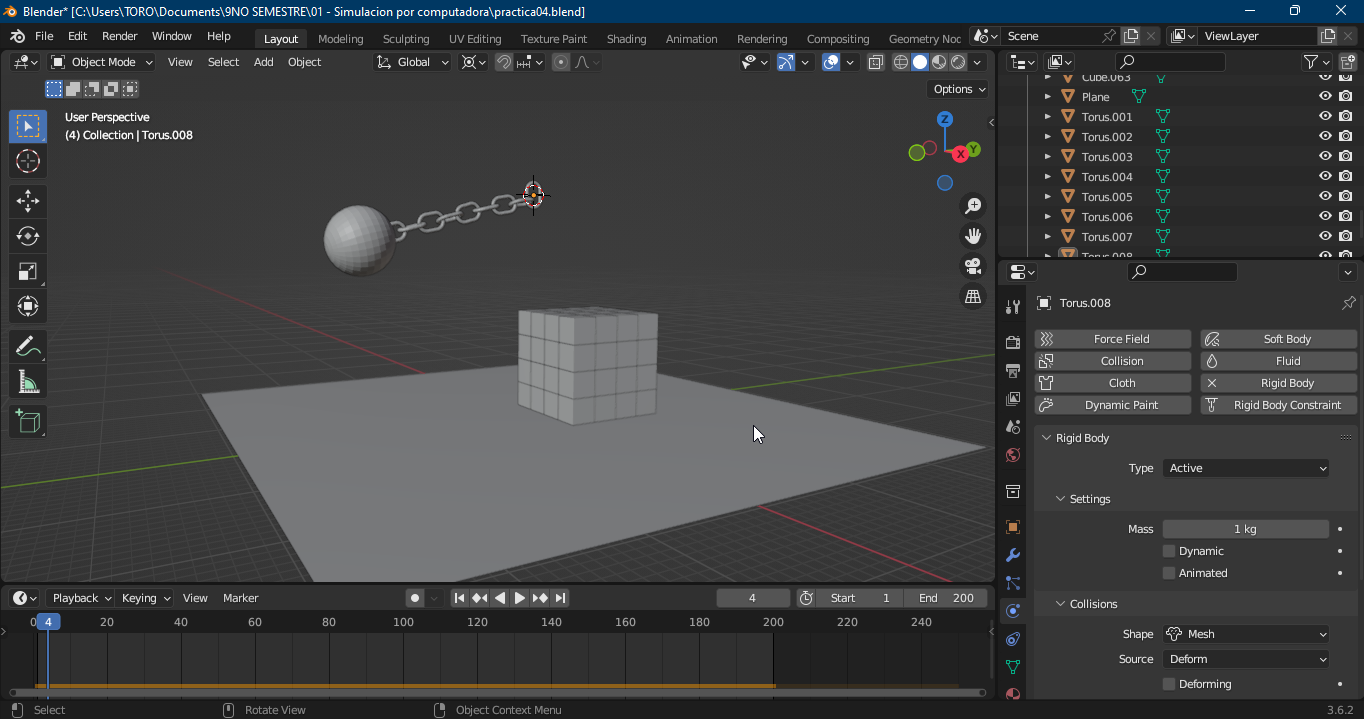 Blender* [C:\Users\TORO\Documents\9NO SEMESTRE\01 - Simulacion por computadora\practica04.blend]
File Edit Render Window Help Layout Modeling Sculpting UV Editing Texture Paint Shading Animation Rendering Compositing Geometry Noc Scene ViewLayer
Object Mode View Select Add Object Global
Options
User Perspective
(4) Collection | Torus.008
Z
X
Y
Cube.063
Plane
Torus.001
Torus.002
Torus.003
Torus.004
Torus.005
Torus.006
Torus.007
Torus.008
Torus.008
Force Field Soft Body
Collision Fluid
Cloth Rigid Body
Dynamic Paint Rigid Body Constraint
Rigid Body
Type Active
Settings
Mass 1 kg
Dynamic
Animated
Collisions
Shape Mesh
Source Deform
Deforming
Playback Keying View Marker 4 Start 1 End 200
0 4 20 40 60 80 100 120 140 160 180 200 220 240
Select Rotate View Object Context Menu 3.6.2